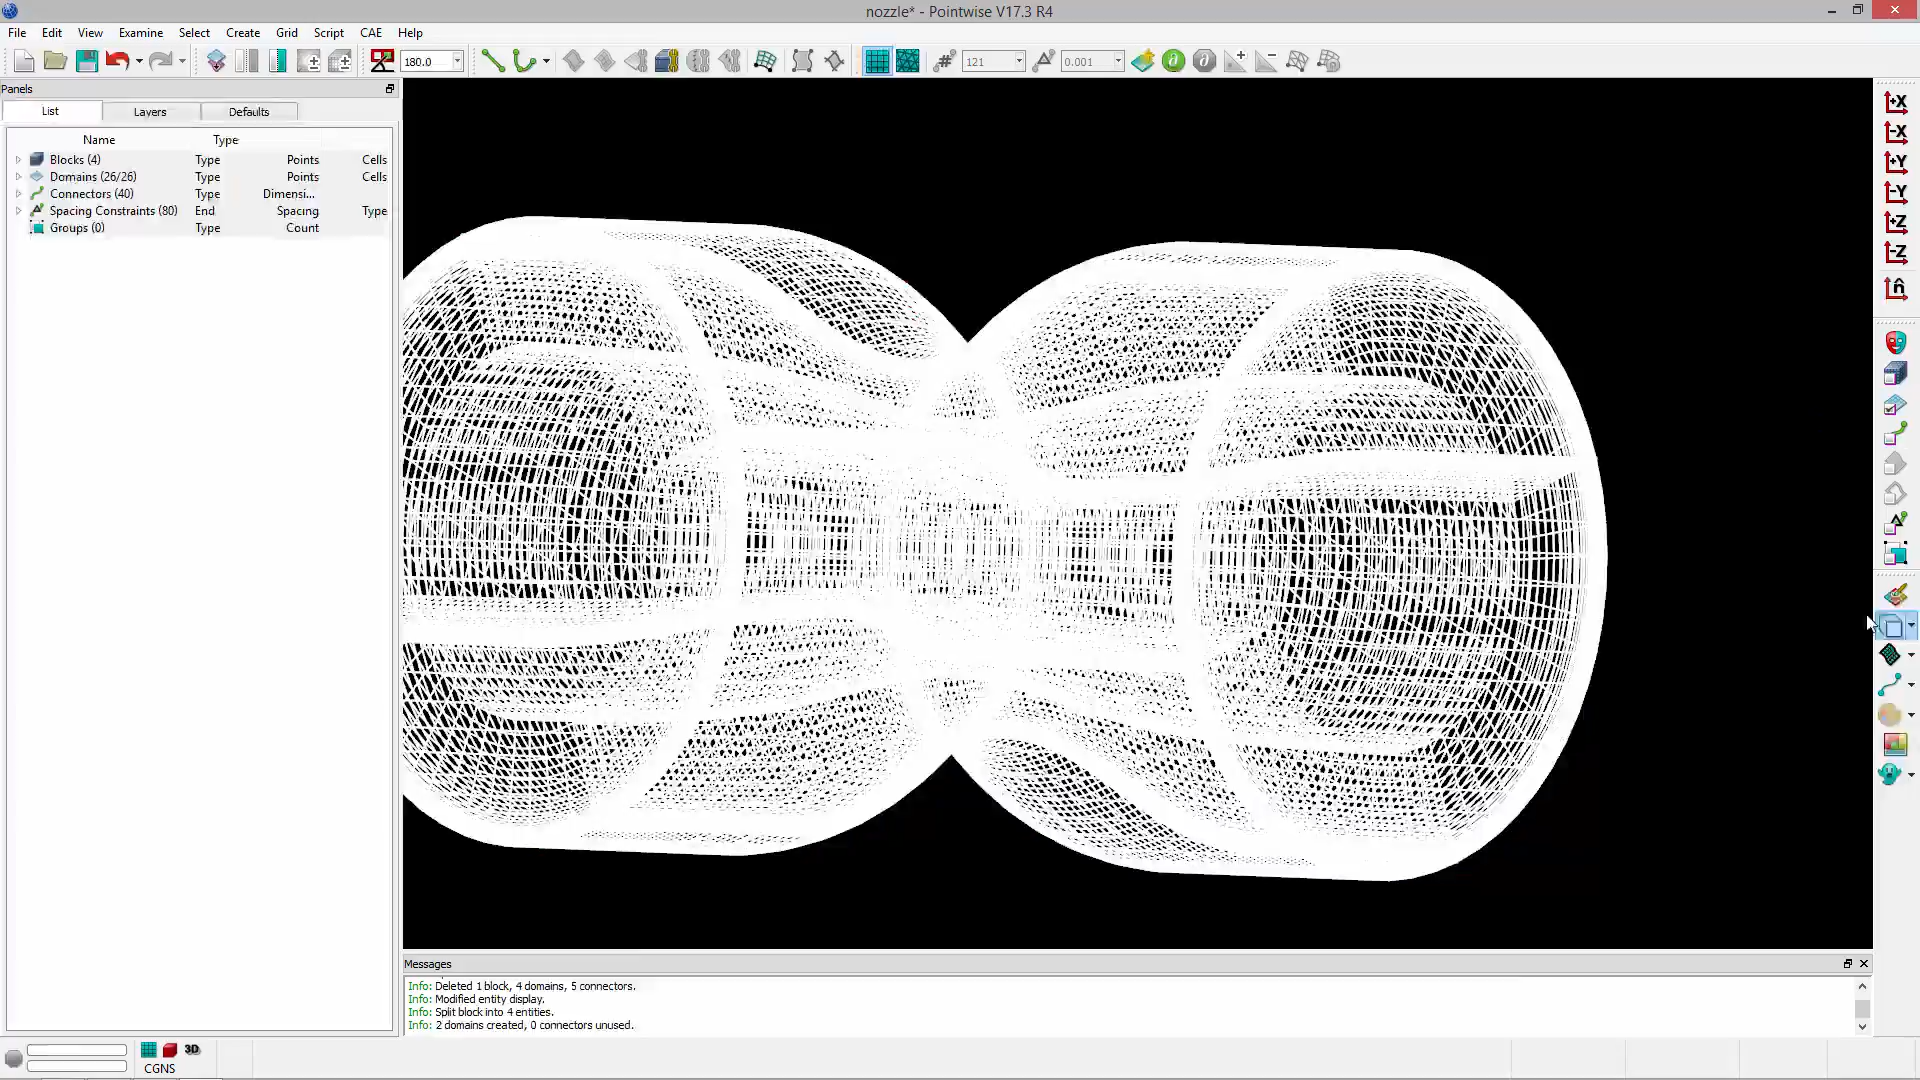 nozzle* - Pointwise V17.3 R4
File Edit View Examine Select Create Grid Script CAE Help
180.0 121 0.001
Panels
List Layers Defaults
Name Type
Blocks (4) Type Points Cells
Domains (26/26) Type Points Cells
Connectors (40) Type Dimensi...
Spacing Constraints (80) End Spacing Type
Groups (0) Type Count
+X
-X
+Y
-Y
+Z
-Z
n̂
Messages
Info: Deleted 1 block, 4 domains, 5 connectors.
Info: Modified entity display.
Info: Split block into 4 entities.
Info: 2 domains created, 0 connectors unused.
3D
CGNS